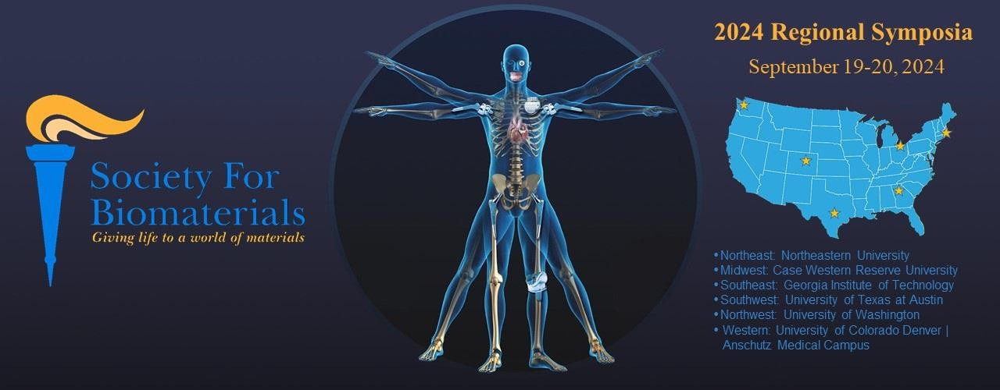 Society For
Biomaterials
Giving life to a world of materials
2024 Regional Symposia
September 19-20, 2024
•Northeast: Northeastern University
•Midwest: Case Western Reserve University
•Southeast: Georgia Institute of Technology
•Southwest: University of Texas at Austin
•Northwest: University of Washington
• Western: University of Colorado Denver |
Anschutz Medical Campus